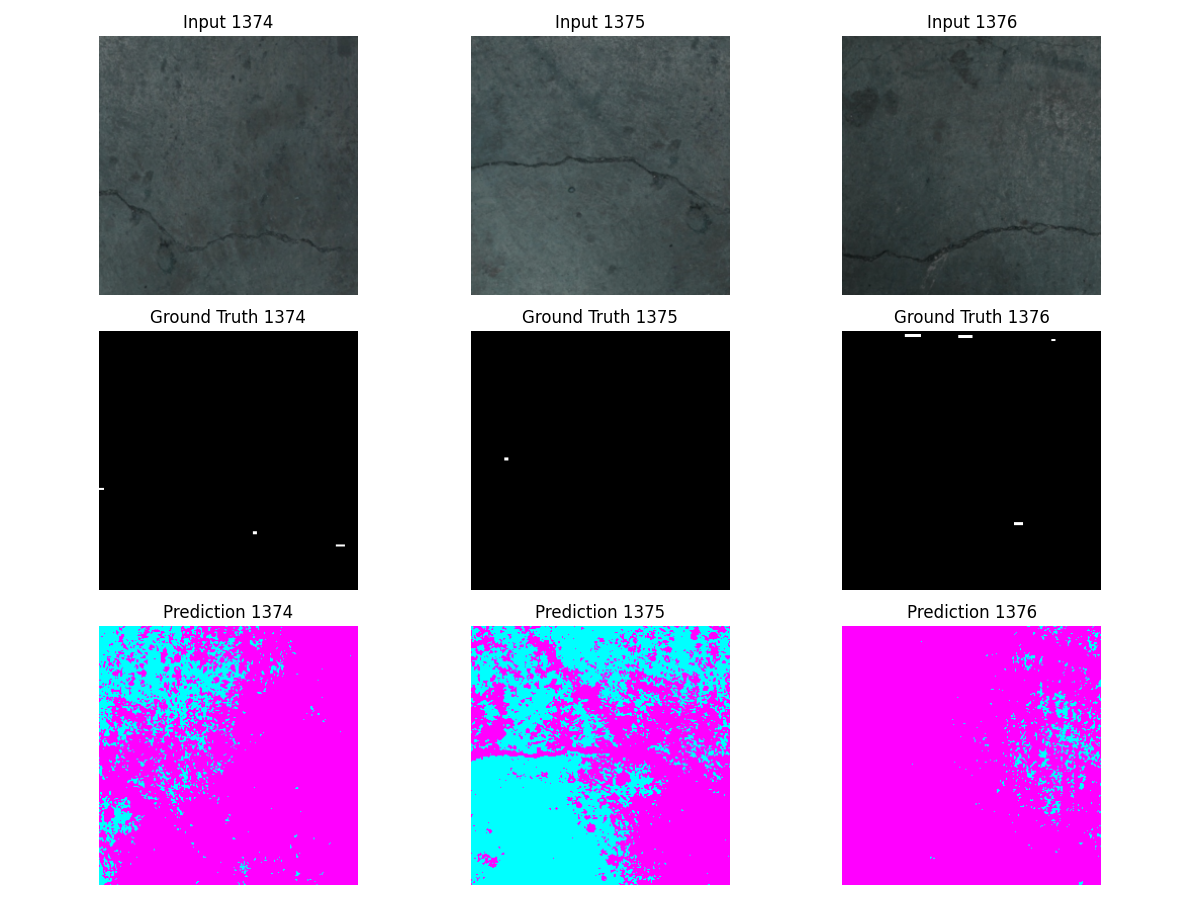 Input 1374
Input 1375
Input 1376
Ground Truth 1374
Ground Truth 1375
Ground Truth 1376
Prediction 1374
Prediction 1375
Prediction 1376